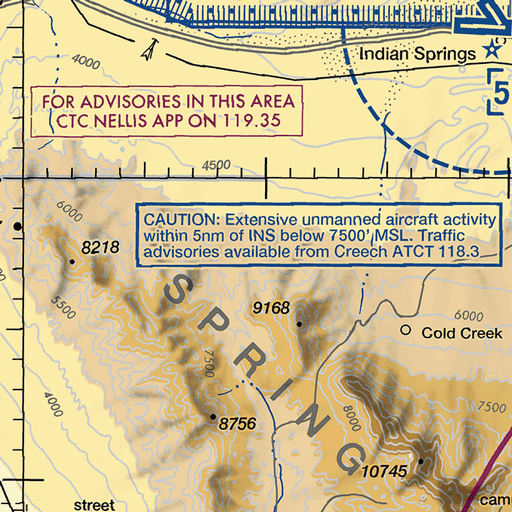 4000
Indian Springs
5
FOR ADVISORIES IN THIS AREA
CTC NELLIS APP ON 119.35
4500
6000
CAUTION: Extensive unmanned aircraft activity
within 5nm of INS below 7500' MSL. Traffic
advisories available from Creech ATCT 118.3
8218
5500
9168
6000
Cold Creek
SPRING
7500
4000
8756
8000
7500
10745
street
cam